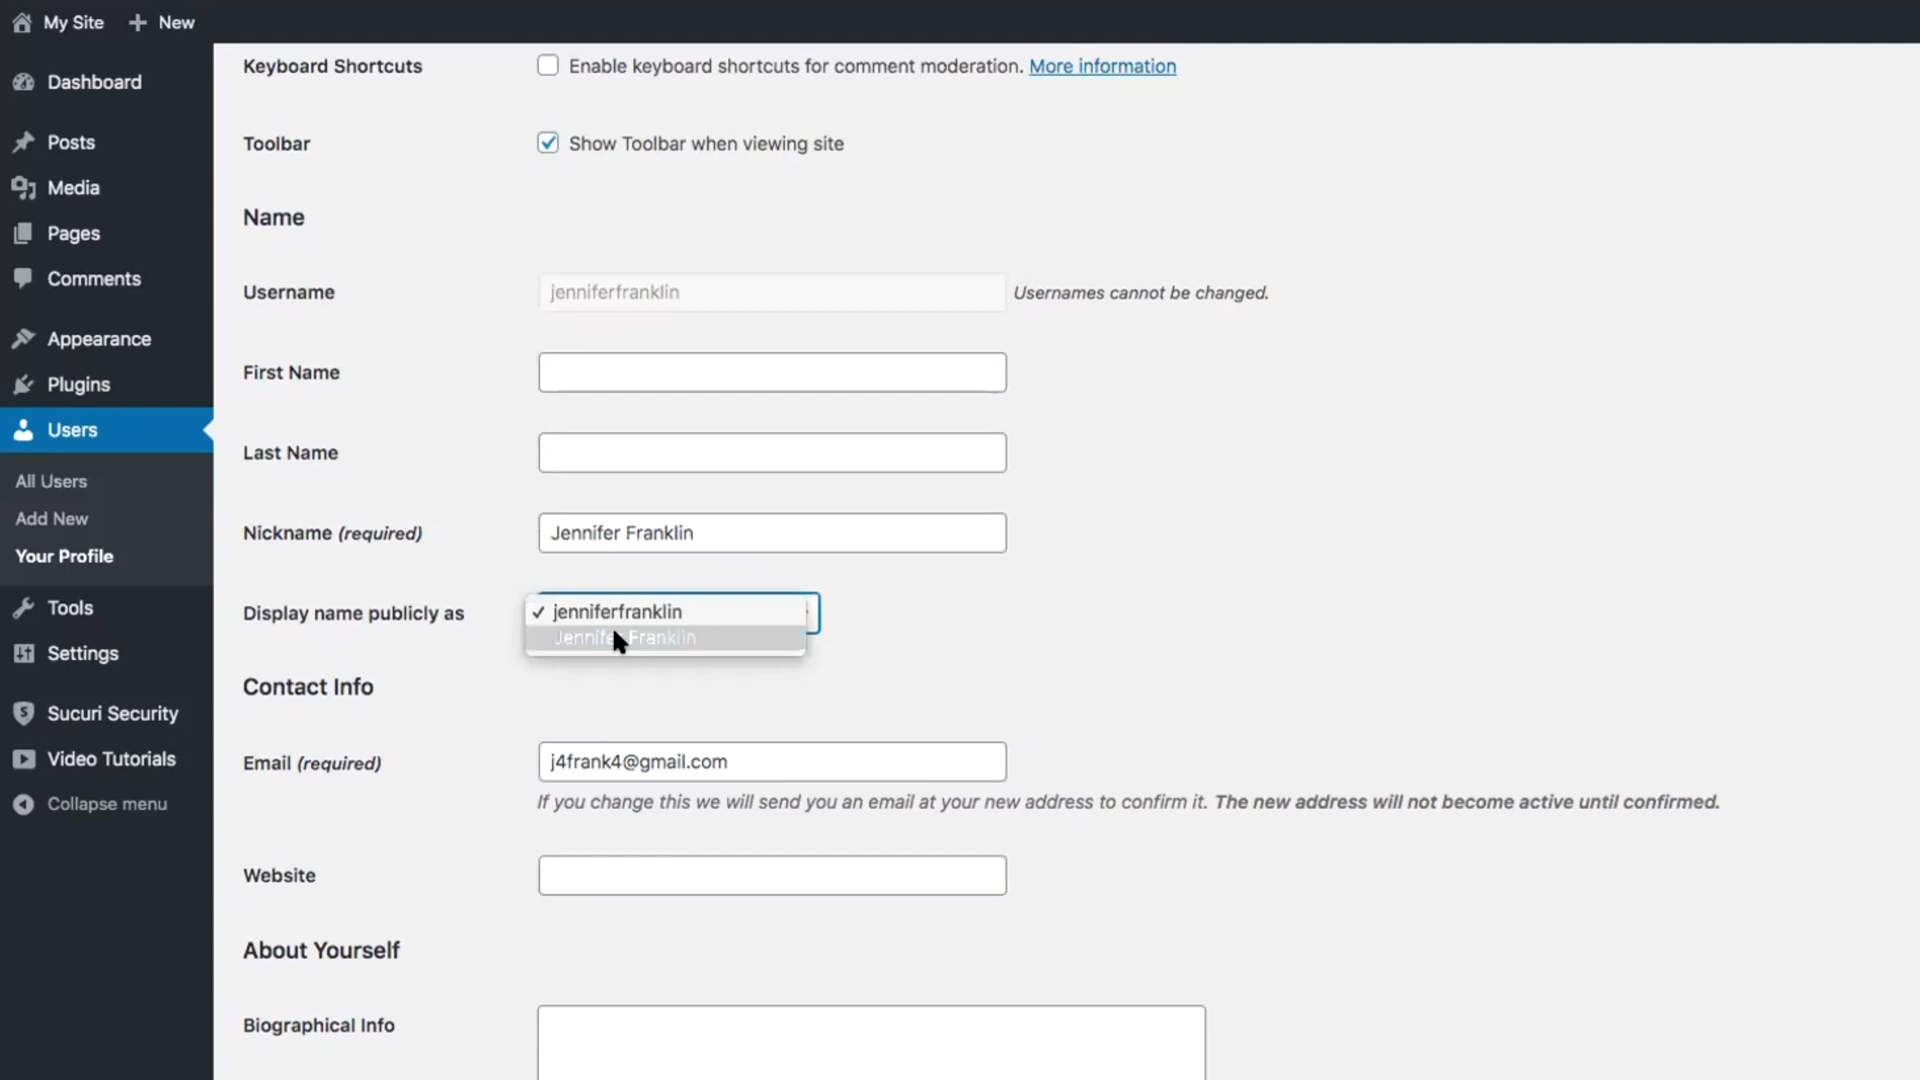 My Site
New
Dashboard
Posts
Media
Pages
Comments
Appearance
Plugins
Users
All Users
Add New
Your Profile
Tools
Settings
Sucuri Security
Video Tutorials
Collapse menu
Keyboard Shortcuts
Enable keyboard shortcuts for comment moderation. More information
Toolbar
Show Toolbar when viewing site
Name
Username
jenniferfranklin
Usernames cannot be changed.
First Name
Last Name
Nickname (required)
Jennifer Franklin
Display name publicly as
jenniferfranklin
Jennifer Franklin
Contact Info
Email (required)
j4frank4@gmail.com
If you change this we will send you an email at your new address to confirm it. The new address will not become active until confirmed.
Website
About Yourself
Biographical Info